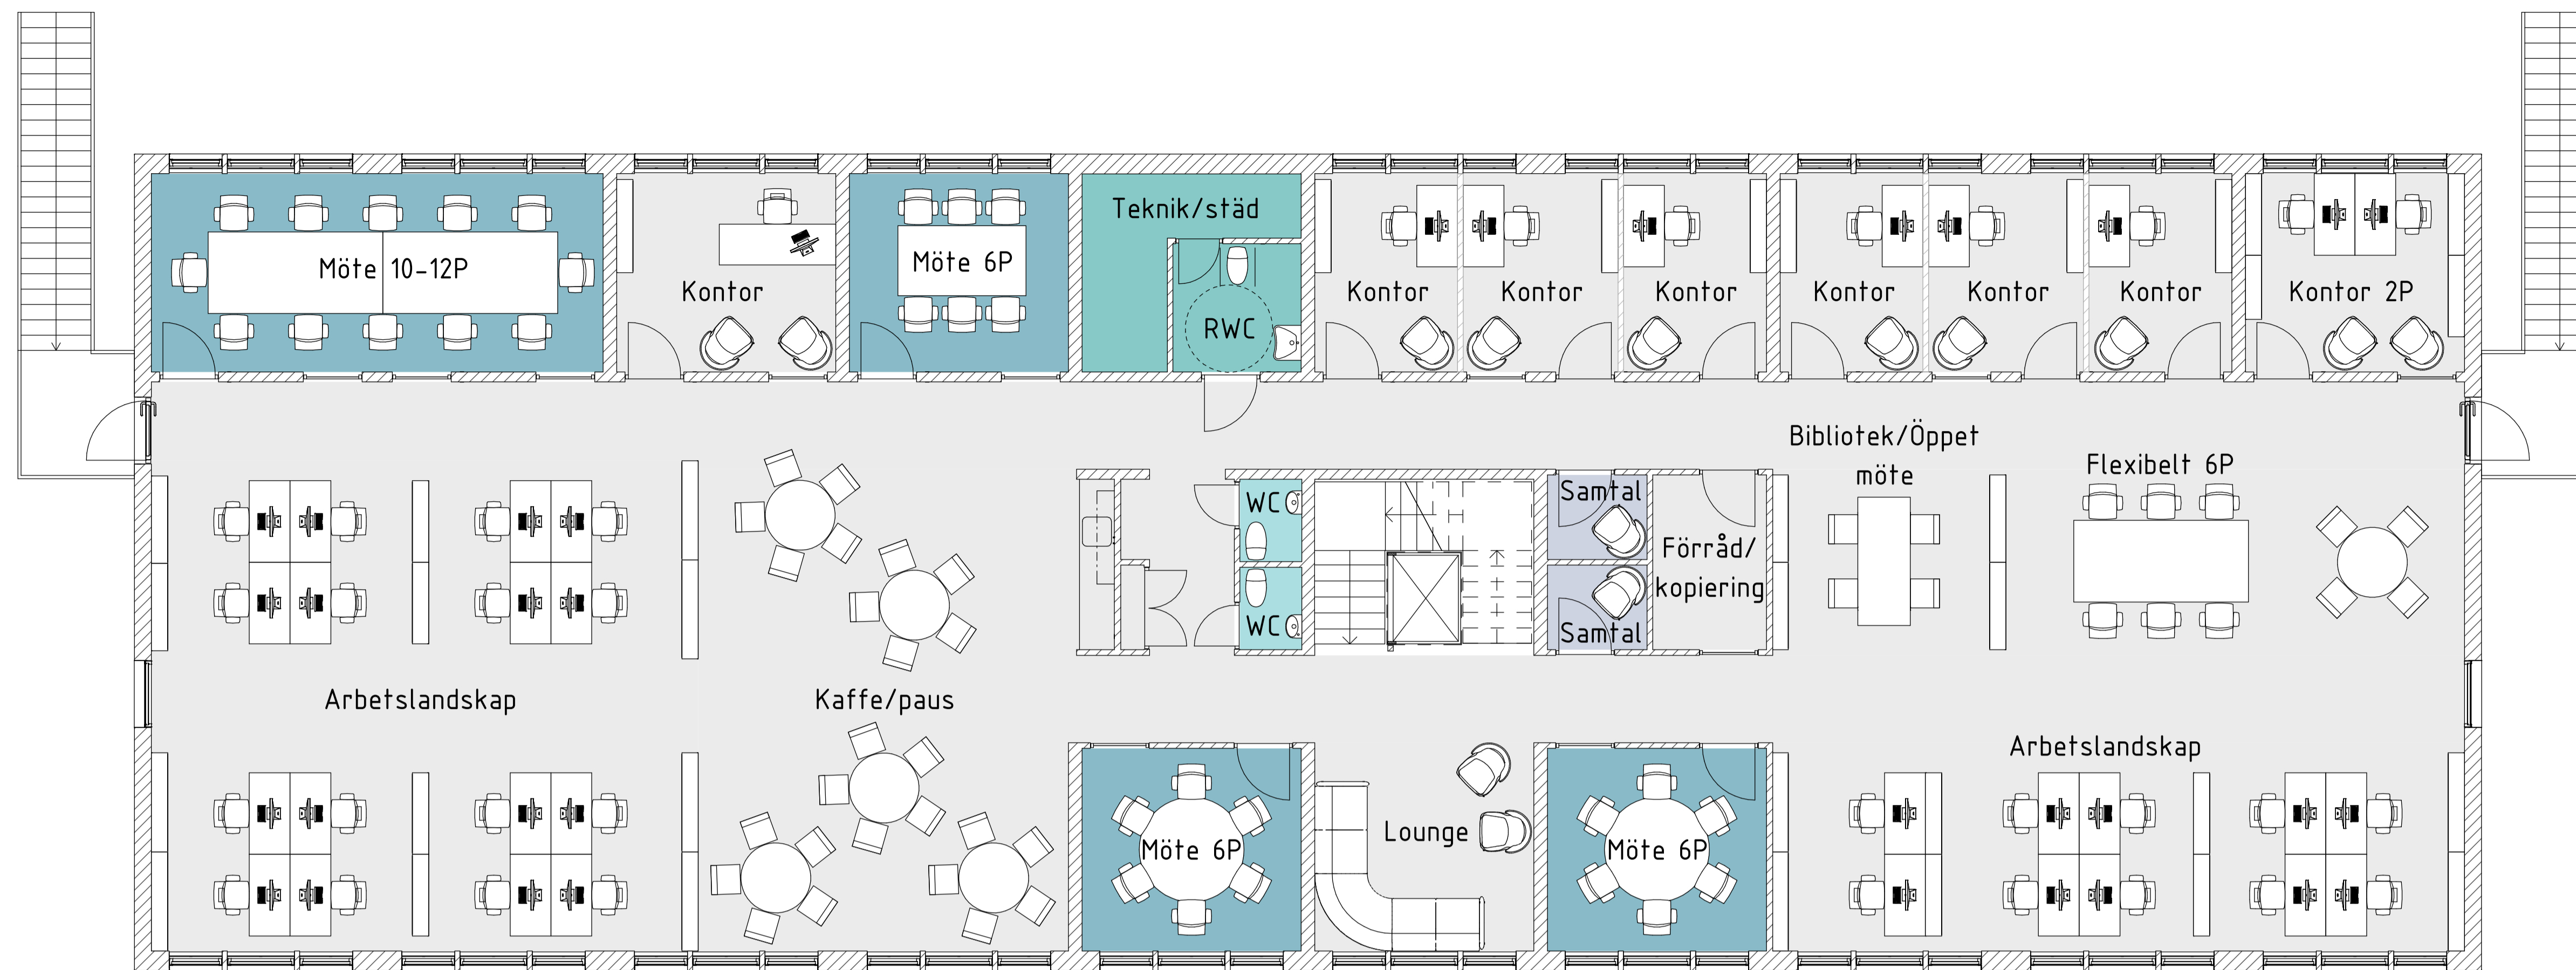 Teknik/städ
Möte 10-12P
Möte 6P
Kontor
Kontor
Kontor
Kontor
Kontor
Kontor
Kontor
Kontor 2P
RWC
Bibliotek/Öppet
möte
Flexibelt 6P
WC
Samtal
Förråd/
kopiering
WC
Samtal
Arbetslandskap
Kaffe/paus
Arbetslandskap
Lounge
Möte 6P
Möte 6P